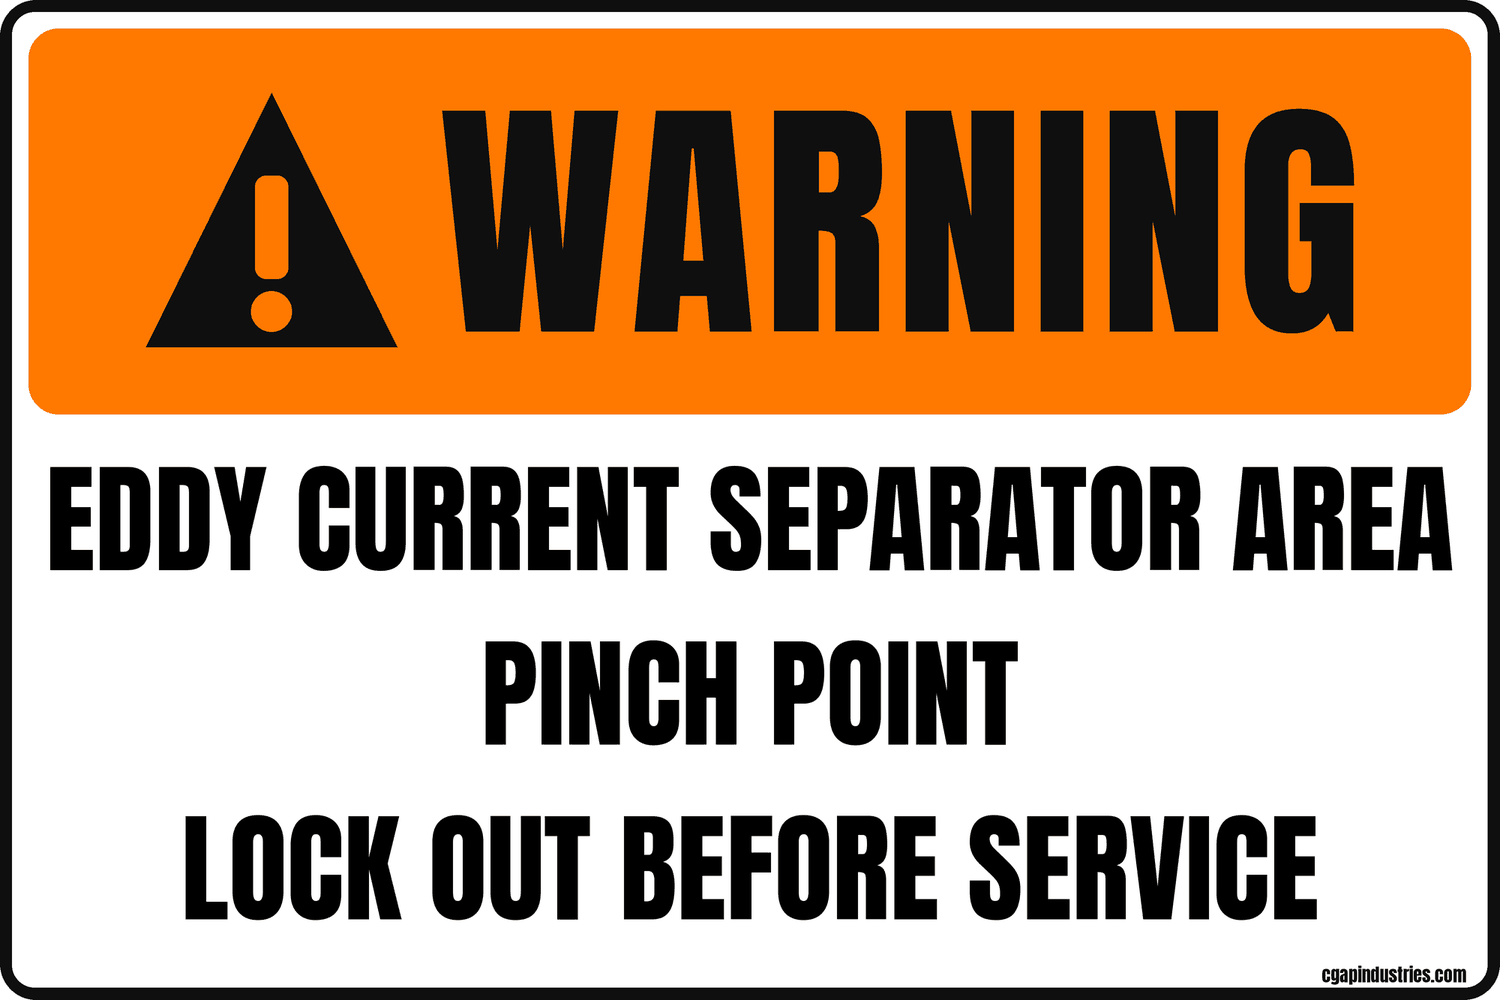 WARNING
EDDY CURRENT SEPARATOR AREA
PINCH POINT
LOCK OUT BEFORE SERVICE
cgapindustries.com